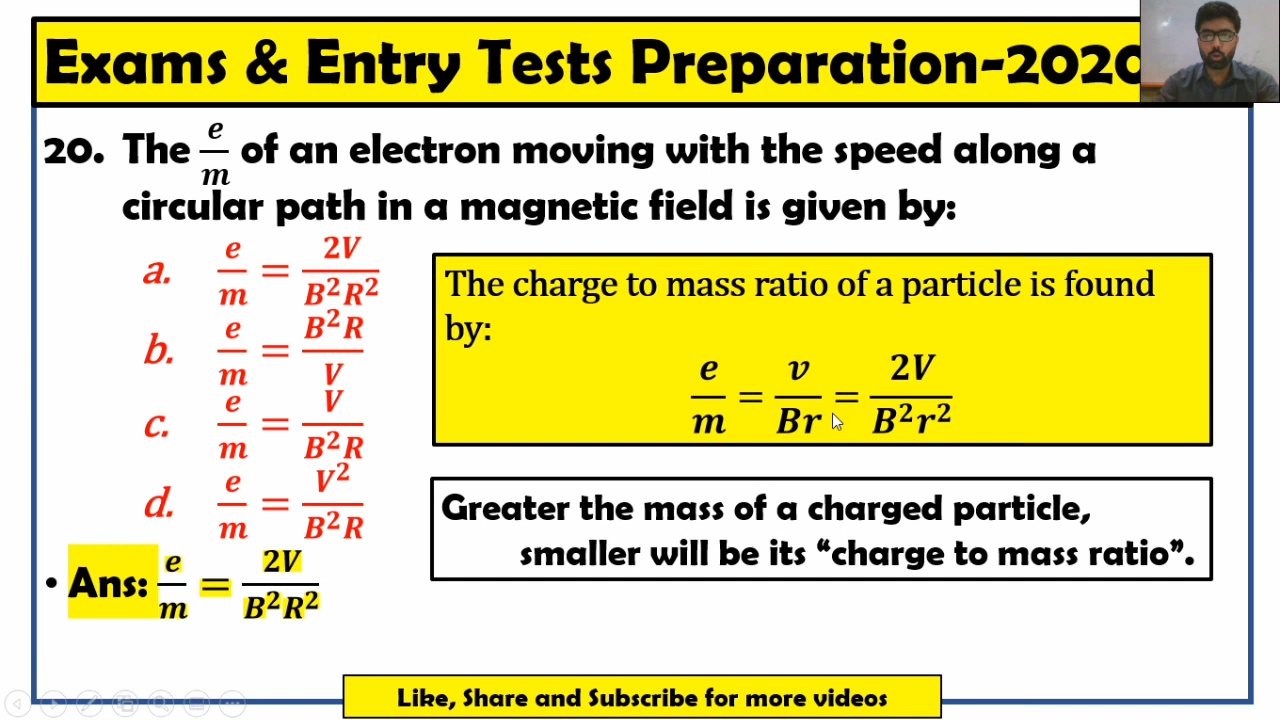 Exams & Entry Tests Preparation-2020
20. The e/m of an electron moving with the speed along a
circular path in a magnetic field is given by:
a. e/m = 2V/B²R²
b. e/m = B²R/V
c. e/m = V/B²R
d. e/m = V²/B²R
• Ans: e/m = 2V/B²R²
The charge to mass ratio of a particle is found
by:
e/m = v/Br = 2V/B²r²
Greater the mass of a charged particle,
smaller will be its “charge to mass ratio”.
Like, Share and Subscribe for more videos